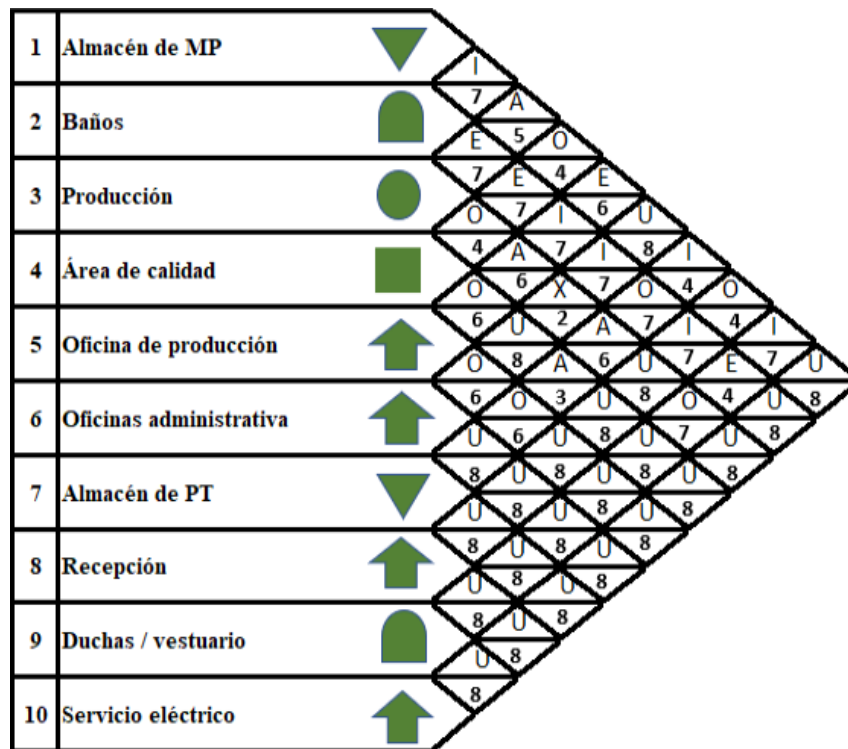 1 Almacén de MP
I
7 A
2 Baños
E 5 O
7 E 4 E
3 Producción
O 7 I 6 U
4 A 7 I 8 I
4 Área de calidad
O 6 X 7 O 4 O
6 U 2 A 7 I 4 I
5 Oficina de producción
O 8 A 6 U 7 E 7 U
6 O 3 U 8 O 4 U 8
6 Oficinas administrativa
U 6 U 8 U 7 U 8
8 U 8 U 8 U 8
7 Almacén de PT
U 8 U 8 U 8
8 U 8 U 8
8 Recepción
U 8 U 8
8 U 8
9 Duchas / vestuario
U 8
8
10 Servicio eléctrico